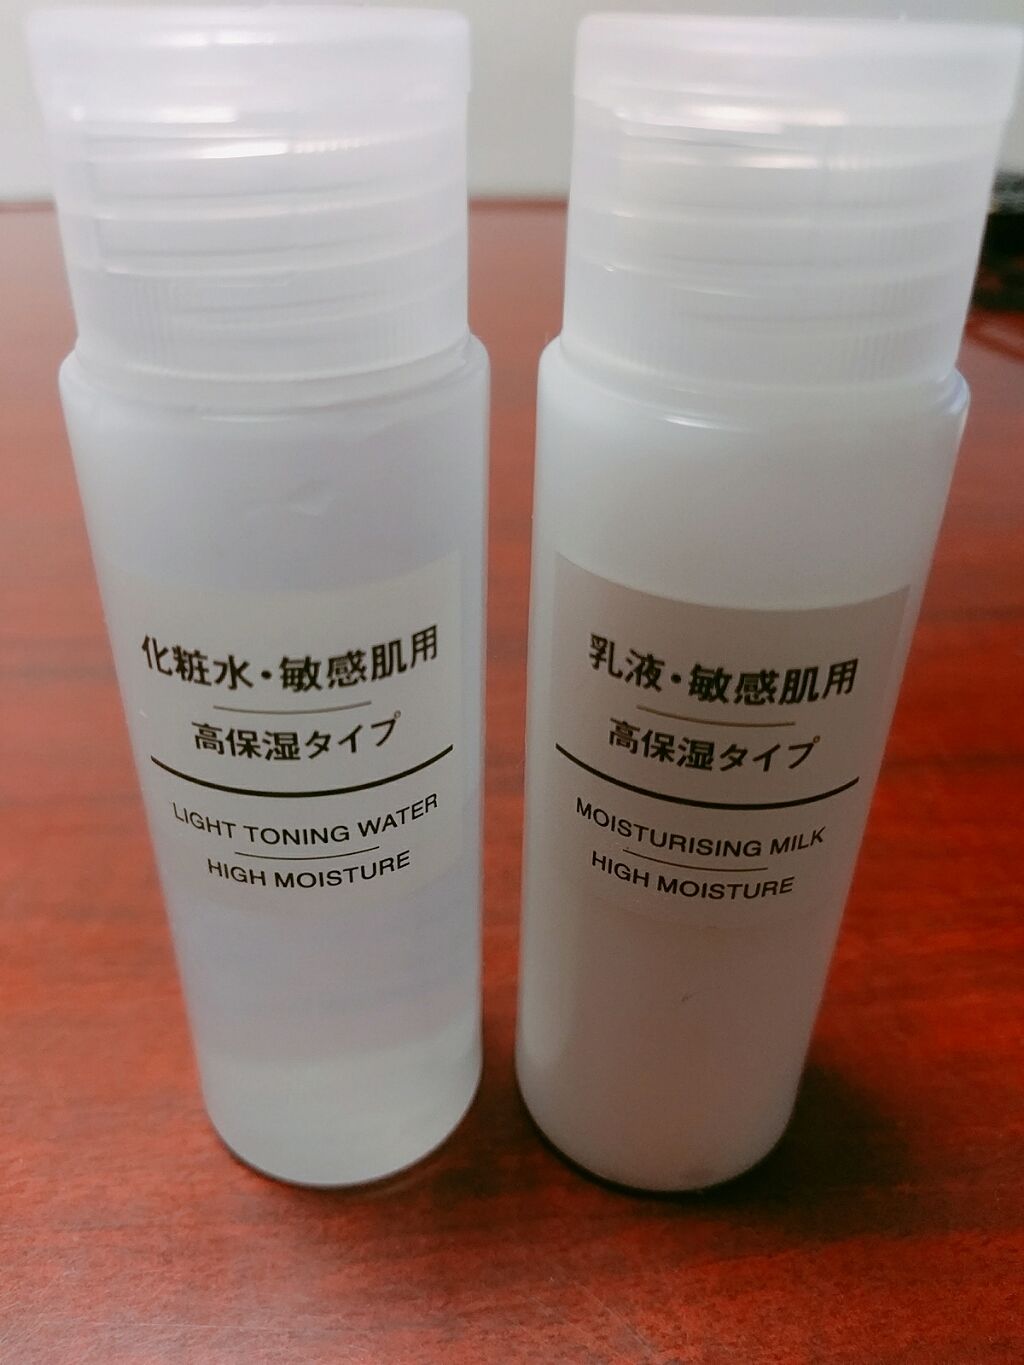 化粧水・敏感肌用
高保湿タイプ
LIGHT TONING WATER
HIGH MOISTURE
乳液・敏感肌用
高保湿タイプ
MOISTURISING MILK
HIGH MOISTURE